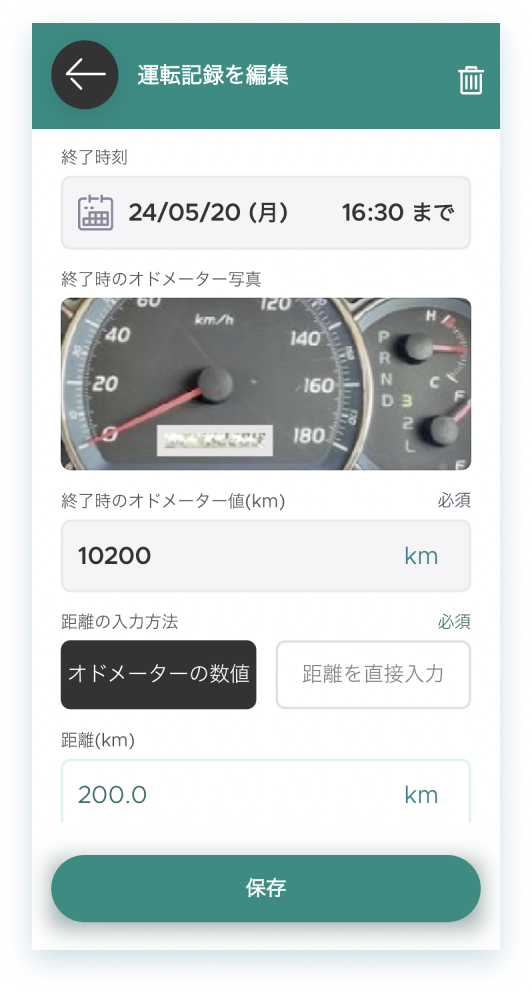 運転記録を編集
終了時刻
24/05/20 (月) 16:30 まで
終了時のオドメーター写真
60 120
km/h H
40 140 P
R
20 160 N C
D 3 F
0 180 2
L E
終了時のオドメーター値(km) 必須
10200 km
距離の入力方法 必須
オドメーターの数値 距離を直接入力
距離(km)
200.0 km
保存